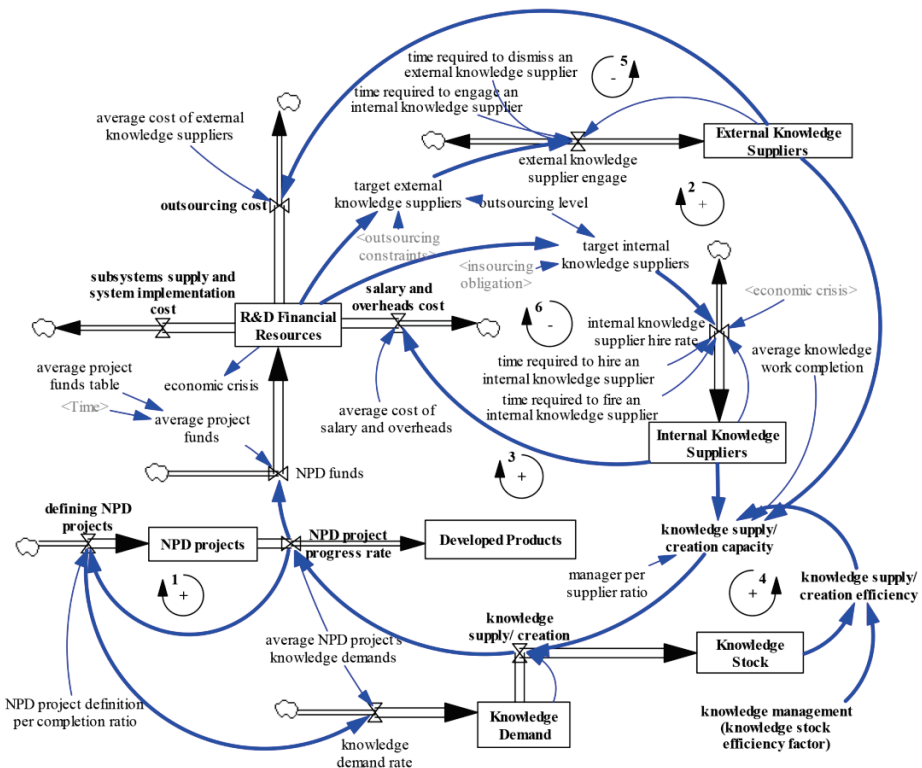 time required to dismiss an
external knowledge supplier
time required to engage an
internal knowledge supplier
5
-
average cost of external
knowledge suppliers
External Knowledge
Suppliers
external knowledge
supplier engage
target external
knowledge suppliers
outsourcing level
2
+
outsourcing cost
<outsourcing
constraints>
target internal
knowledge suppliers
<insourcing
obligation>
subsystems supply and
system implementation
cost
salary and
overheads cost
<economic crisis>
R&D Financial
Resources
6
-
internal knowledge
supplier hire rate
average knowledge
work completion
average project
funds table
economic crisis
time required to hire an
internal knowledge supplier
<Time>
average project
funds
average cost of
salary and overheads
time required to fire an
internal knowledge supplier
Internal Knowledge
Suppliers
NPD funds
3
+
defining NPD
projects
NPD projects
NPD project
progress rate
Developed Products
knowledge supply/
creation capacity
1
+
manager per
supplier ratio
4
+
knowledge supply/
creation efficiency
average NPD project's
knowledge demands
knowledge
supply/ creation
Knowledge
Stock
NPD project definition
per completion ratio
knowledge
demand rate
Knowledge
Demand
knowledge management
(knowledge stock
efficiency factor)